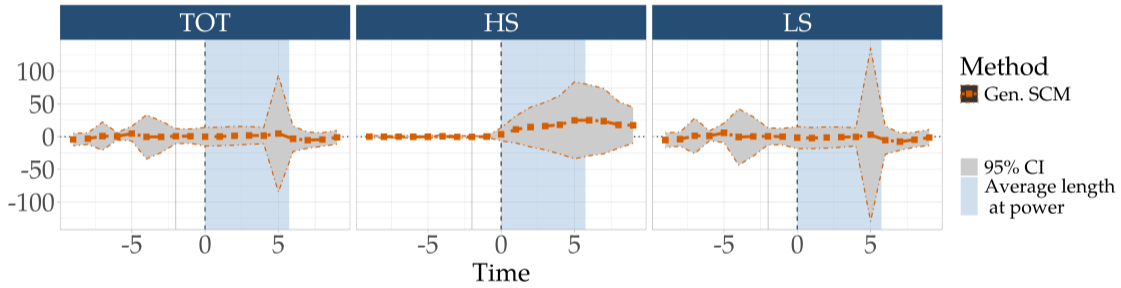 TOT HS LS
100
50
0
-50
-100
-5 0 5 -5 0 5 -5 0 5
Time
Method
Gen. SCM
95% CI
Average length
at power